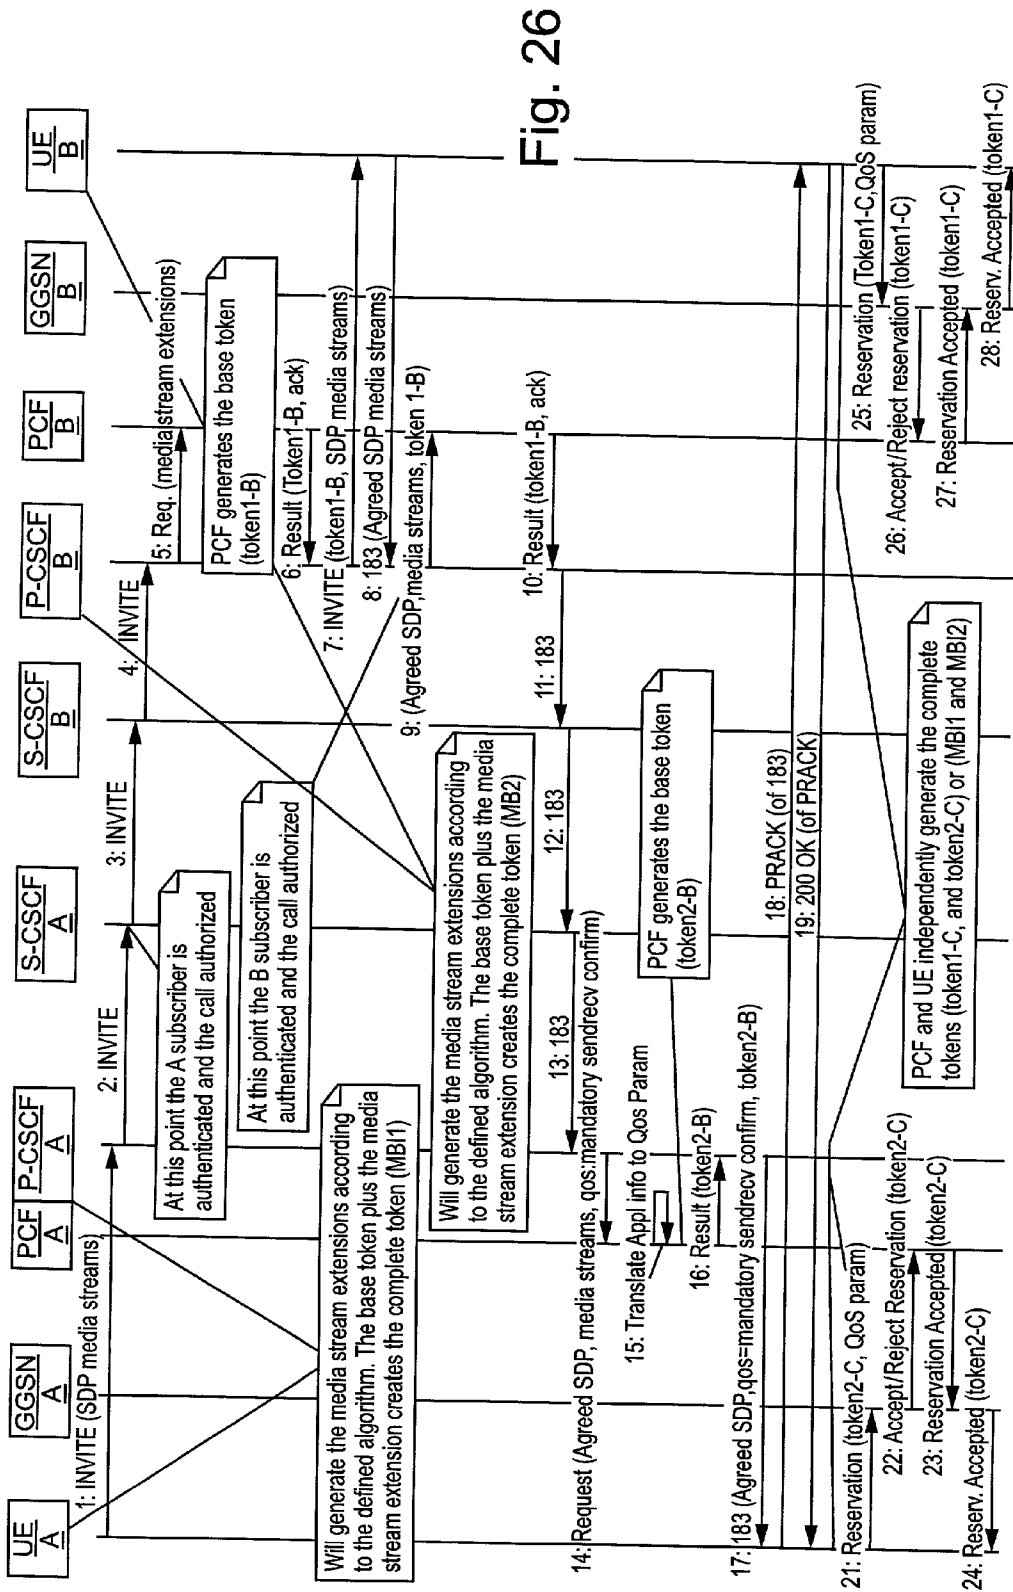 UE
A
GGSN
A
PCF
A
P-CSCF
A
S-CSCF
A
S-CSCF
B
P-CSCF
B
PCF
B
GGSN
B
UE
B
1: INVITE (SDP media streams)
2: INVITE
3: INVITE
4: INVITE
5: Req. (media stream extensions)
At this point the A subscriber is
authenticated and the call authorized
PCF generates the base token
(token1-B)
At this point the B subscriber is
authenticated and the call authorized
6: Result (Token1-B, ack)
Will generate the media stream extensions according
to the defined algorithm. The base token plus the media
stream extension creates the complete token (MBI1)
7: INVITE (token1-B, SDP media streams)
8: 183 (Agreed SDP media streams)
9: (Agreed SDP,media streams, token 1-B)
Will generate the media stream extensions according
to the defined algorithm. The base token plus the media
stream extension creates the complete token (MB2)
10: Result (token1-B, ack)
11: 183
12: 183
13: 183
14:Request (Agreed SDP, media streams, qos:mandatory sendrecv confirm)
15: Translate Appl info to Qos Param
PCF generates the base token
(token2-B)
16: Result (token2-B)
17: 183 (Agreed SDP,qos=mandatory sendrecv confirm, token2-B)
18: PRACK (of 183)
19: 200 OK (of PRACK)
21: Reservation (token2-C, QoS param)
22: Accept/Reject Reservation (token2-C)
23: Reservation Accepted (token2-C)
24: Reserv. Accepted (token2-C)
PCF and UE independently generate the complete
tokens (token1-C, and token2-C) or (MBI1 and MBI2)
25: Reservation (Token1-C,QoS param)
26: Accept/Reject reservation (token1-C)
27: Reservation Accepted (token1-C)
28: Reserv. Accepted (token1-C)
Fig. 26